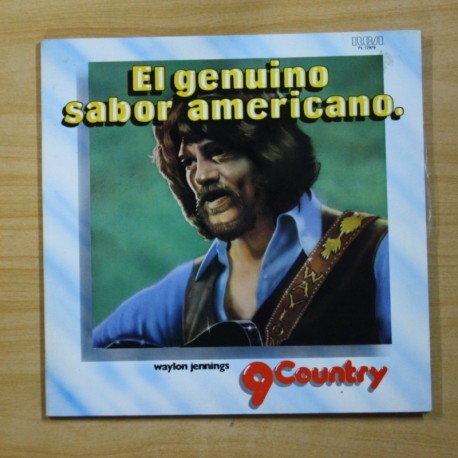 RCA
El genuino
sabor americano.
waylon jennings
9 Country